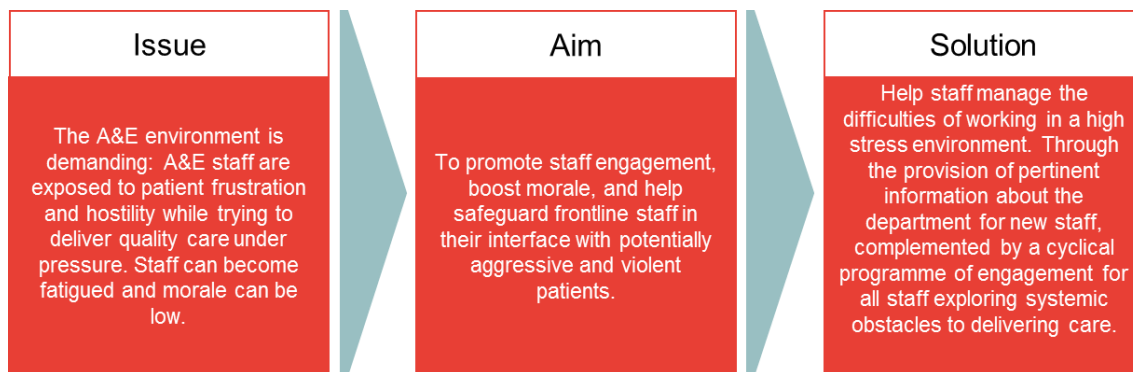 Issue
The A&E environment is
demanding: A&E staff are
exposed to patient frustration
and hostility while trying to
deliver quality care under
pressure. Staff can become
fatigued and morale can be
low.
Aim
To promote staff engagement,
boost morale, and help
safeguard frontline staff in
their interface with potentially
aggressive and violent
patients.
Solution
Help staff manage the
difficulties of working in a high
stress environment. Through
the provision of pertinent
information about the
department for new staff,
complemented by a cyclical
programme of engagement for
all staff exploring systemic
obstacles to delivering care.